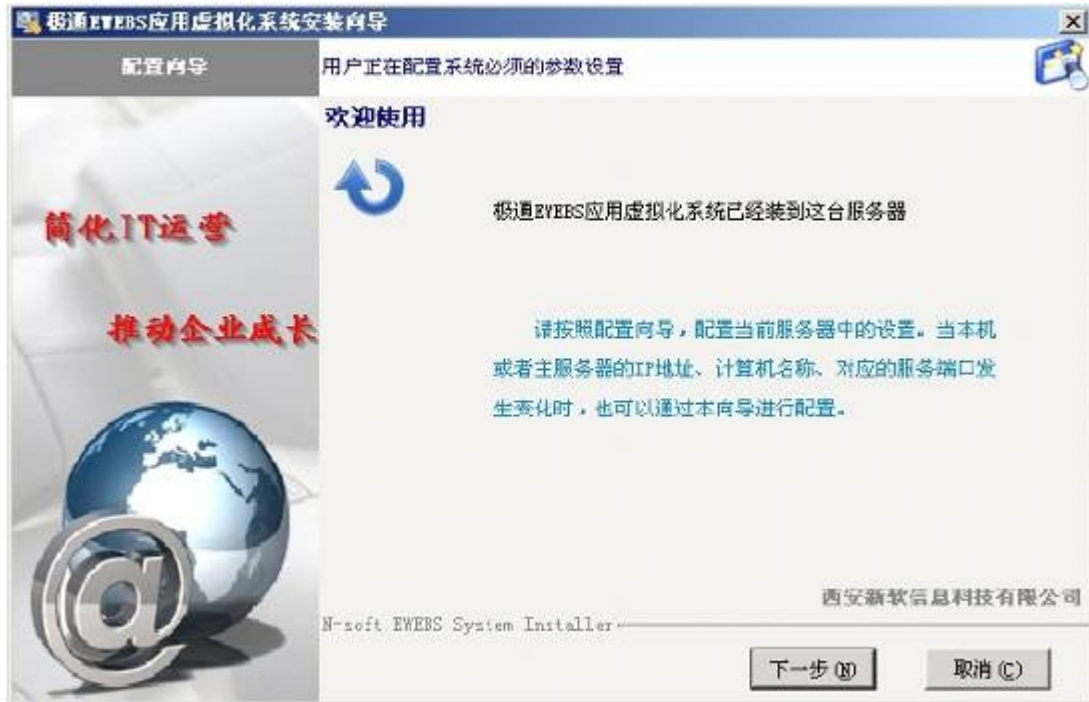 极通EWEBS应用虚拟化系统安装向导
配置向导
用户正在配置系统必须的参数设置
欢迎使用
极通EWEBS应用虚拟化系统已经装到这台服务器
简化IT运营
推动企业成长
请按照配置向导，配置当前服务器中的设置。当本机
或者主服务器的IP地址、计算机名称、对应的服务端口发
生变化时，也可以通过本向导进行配置。
西安新软信息科技有限公司
N-soft EWEBS System Installer
下一步(N)
取消(C)